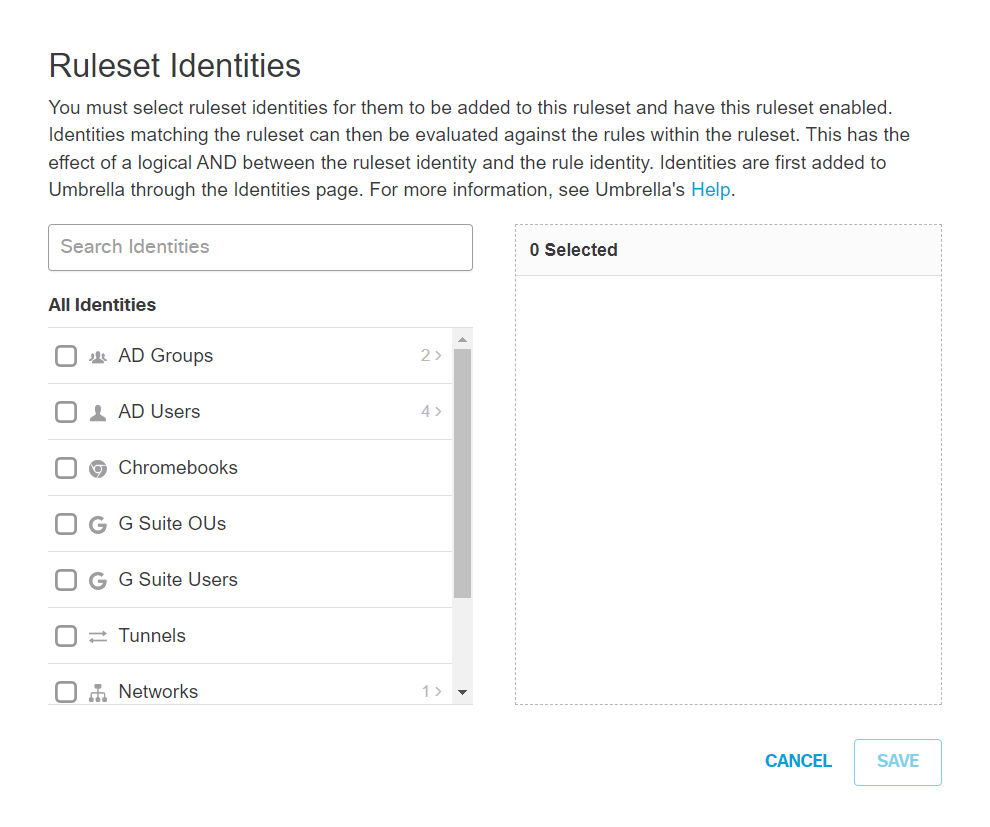 Ruleset Identities
You must select ruleset identities for them to be added to this ruleset and have this ruleset enabled.
Identities matching the ruleset can then be evaluated against the rules within the ruleset. This has the
effect of a logical AND between the ruleset identity and the rule identity. Identities are first added to
Umbrella through the Identities page. For more information, see Umbrella's Help.
Search Identities
0 Selected
All Identities
AD Groups 2 >
AD Users 4 >
Chromebooks
G Suite OUs
G Suite Users
Tunnels
Networks 1 >
CANCEL SAVE